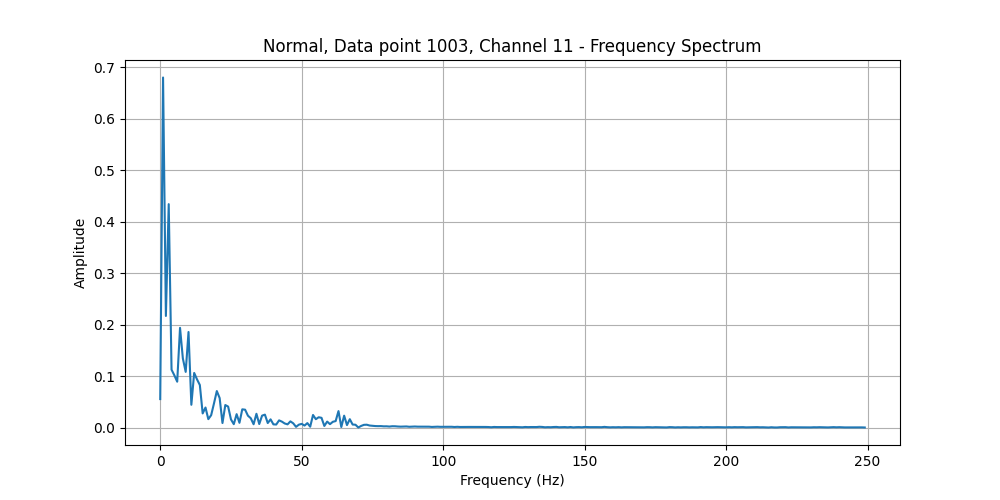 Normal, Data point 1003, Channel 11 - Frequency Spectrum
0.7
0.6
0.5
0.4
0.3
0.2
0.1
0.0
Amplitude
0 50 100 150 200 250
Frequency (Hz)